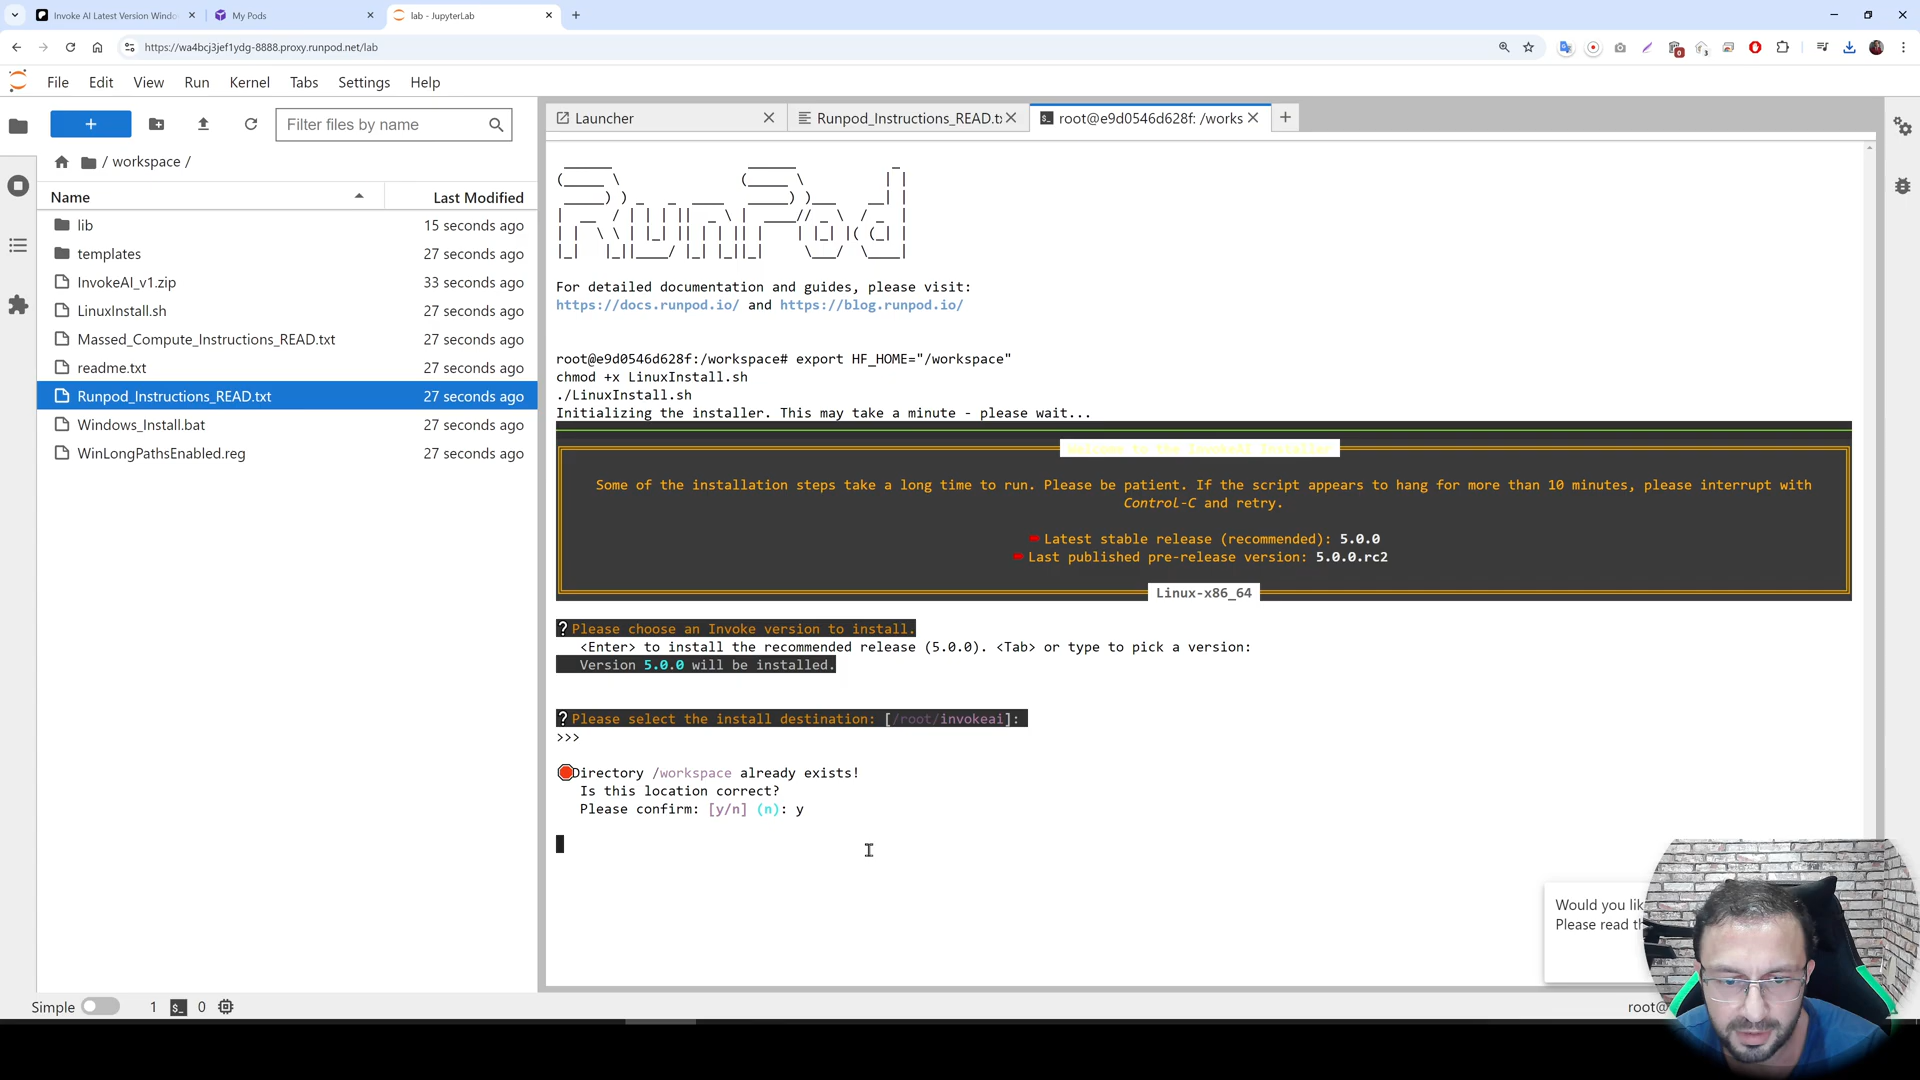 Invoke AI Latest Version Windo
My Pods
lab - JupyterLab
https://wa4bcj3jef1ydg-8888.proxy.runpod.net/lab
File Edit View Run Kernel Tabs Settings Help
Filter files by name
/ workspace /
Name Last Modified
lib 15 seconds ago
templates 27 seconds ago
InvokeAI_v1.zip 33 seconds ago
LinuxInstall.sh 27 seconds ago
Massed_Compute_Instructions_READ.txt 27 seconds ago
readme.txt 27 seconds ago
Runpod_Instructions_READ.txt 27 seconds ago
Windows_Install.bat 27 seconds ago
WinLongPathsEnabled.reg 27 seconds ago
Launcher
Runpod_Instructions_READ.t
root@e9d0546d628f: /works
RunPod
For detailed documentation and guides, please visit:
https://docs.runpod.io/ and https://blog.runpod.io/
root@e9d0546d628f:/workspace# export HF_HOME="/workspace"
chmod +x LinuxInstall.sh
./LinuxInstall.sh
Initializing the installer. This may take a minute - please wait...
Welcome to the InvokeAI Installer
Some of the installation steps take a long time to run. Please be patient. If the script appears to hang for more than 10 minutes, please interrupt with
Control-C and retry.
Latest stable release (recommended): 5.0.0
Last published pre-release version: 5.0.0.rc2
Linux-x86_64
? Please choose an Invoke version to install.
<Enter> to install the recommended release (5.0.0). <Tab> or type to pick a version:
Version 5.0.0 will be installed.
? Please select the install destination: [/root/invokeai]:
>>>
Directory /workspace already exists!
Is this location correct?
Please confirm: [y/n] (n): y
Would you
Please read
Simple 1 0
root@